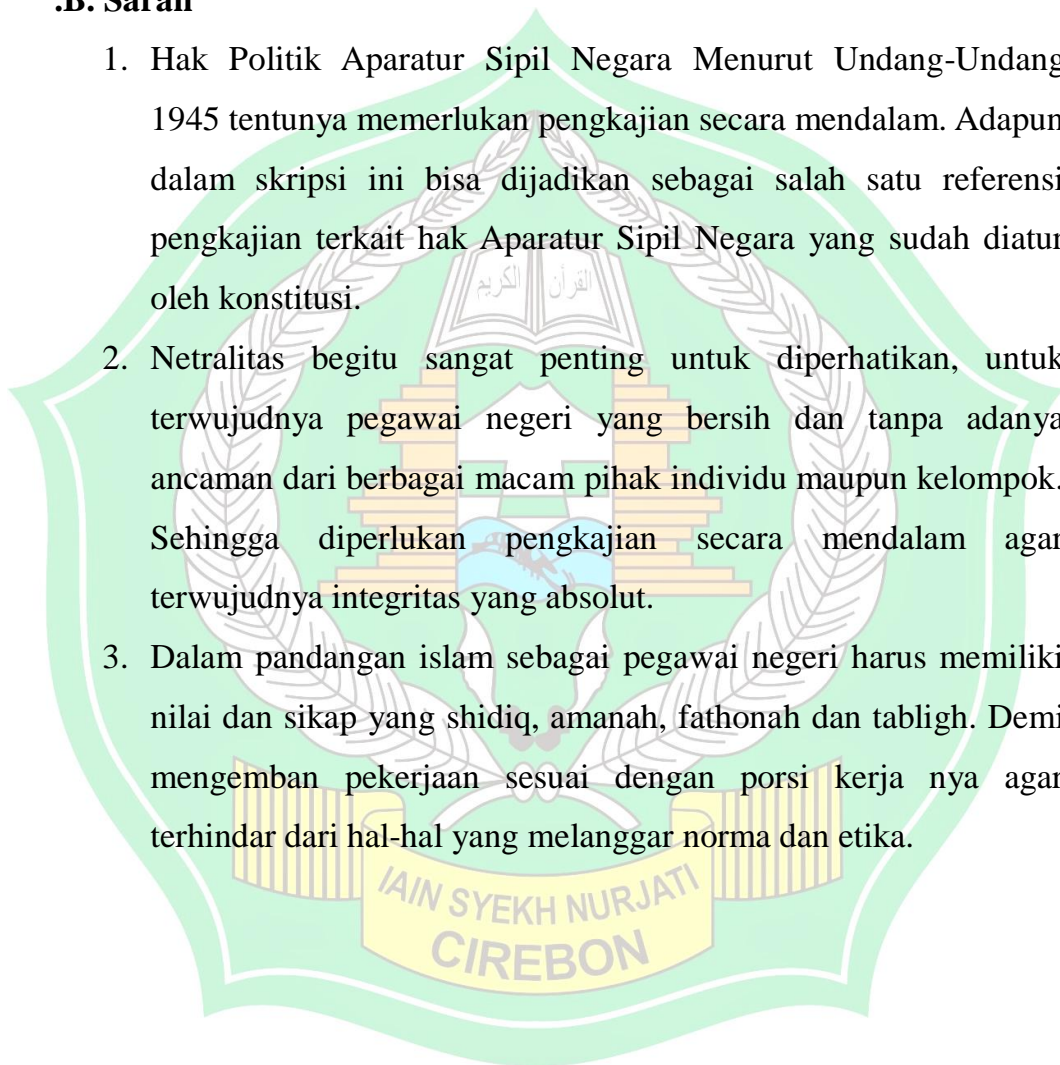 .B. Saran
1. Hak Politik Aparatur Sipil Negara Menurut Undang-Undang
1945 tentunya memerlukan pengkajian secara mendalam. Adapun
dalam skripsi ini bisa dijadikan sebagai salah satu referensi
pengkajian terkait hak Aparatur Sipil Negara yang sudah diatur
oleh konstitusi.
2. Netralitas begitu sangat penting untuk diperhatikan, untuk
terwujudnya pegawai negeri yang bersih dan tanpa adanya
ancaman dari berbagai macam pihak individu maupun kelompok.
Sehingga diperlukan pengkajian secara mendalam agar
terwujudnya integritas yang absolut.
3. Dalam pandangan islam sebagai pegawai negeri harus memiliki
nilai dan sikap yang shidiq, amanah, fathonah dan tabligh. Demi
mengemban pekerjaan sesuai dengan porsi kerja nya agar
terhindar dari hal-hal yang melanggar norma dan etika.
القرآن الكريم
IAIN SYEKH NURJATI
CIREBON